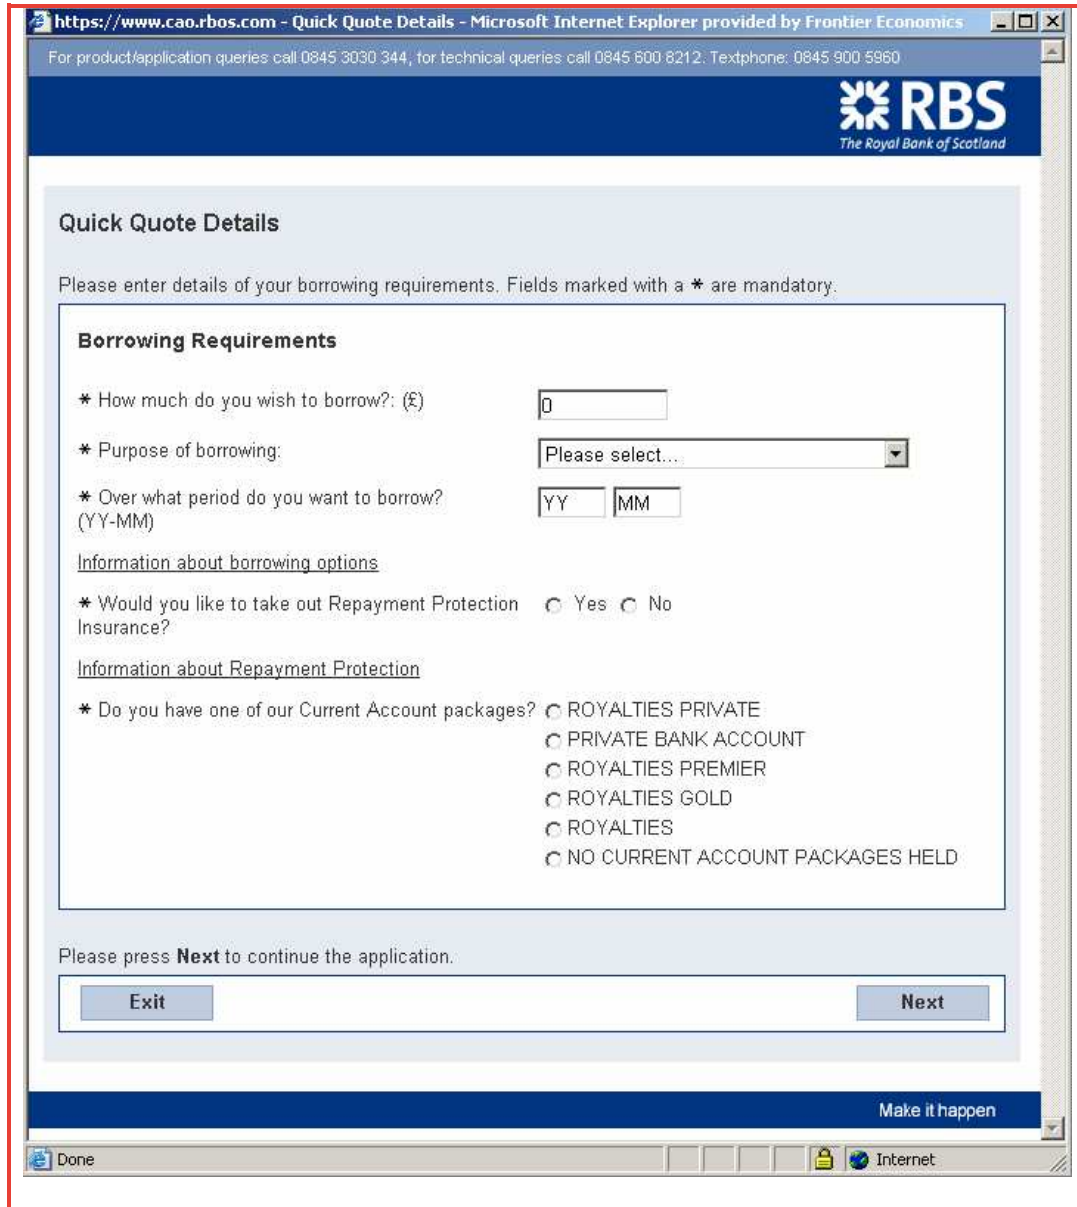 https://www.cao.rbos.com - Quick Quote Details - Microsoft Internet Explorer provided by Frontier Economics
For product/application queries call 0845 3030 344, for technical queries call 0845 600 8212. Textphone: 0845 900 5960
RBS
The Royal Bank of Scotland
Quick Quote Details
Please enter details of your borrowing requirements. Fields marked with a * are mandatory.
Borrowing Requirements
* How much do you wish to borrow?: (£) 0
* Purpose of borrowing: Please select...
* Over what period do you want to borrow? YY MM
(YY-MM)
Information about borrowing options
* Would you like to take out Repayment Protection Yes No
Insurance?
Information about Repayment Protection
* Do you have one of our Current Account packages? ROYALTIES PRIVATE
PRIVATE BANK ACCOUNT
ROYALTIES PREMIER
ROYALTIES GOLD
ROYALTIES
NO CURRENT ACCOUNT PACKAGES HELD
Please press Next to continue the application.
Exit Next
Make it happen
Done Internet